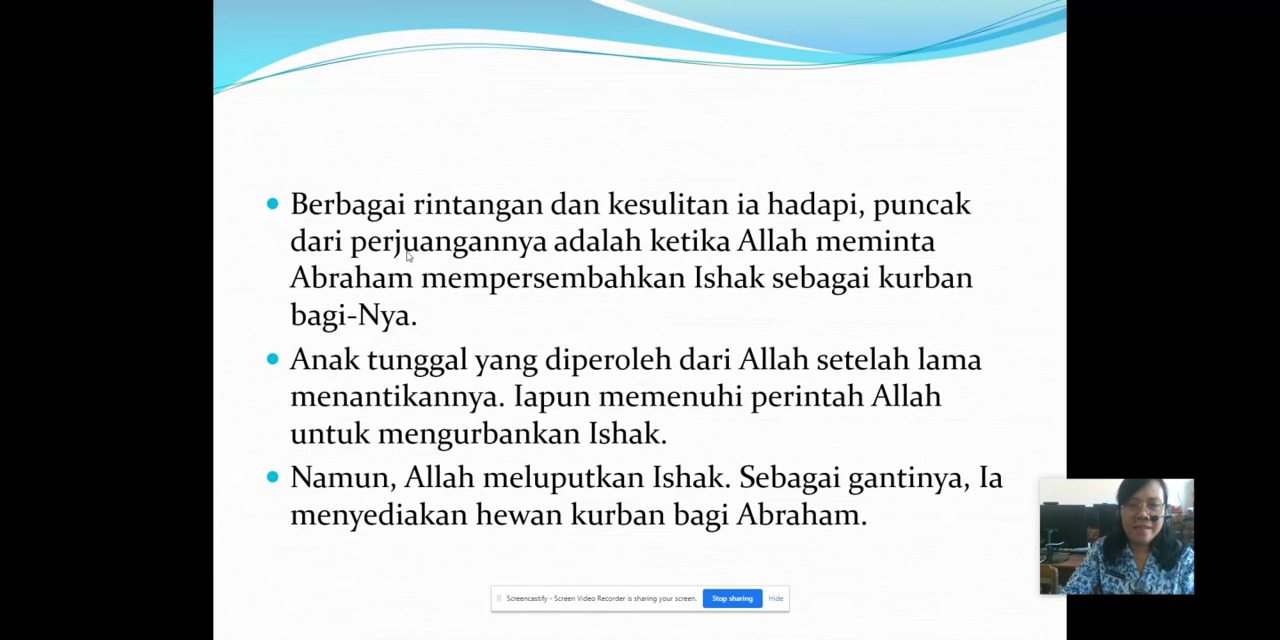 Berbagai rintangan dan kesulitan ia hadapi, puncak
dari perjuangannya adalah ketika Allah meminta
Abraham mempersembahkan Ishak sebagai kurban
bagi-Nya.
Anak tunggal yang diperoleh dari Allah setelah lama
menantikannya. Iapun memenuhi perintah Allah
untuk mengurbankan Ishak.
Namun, Allah meluputkan Ishak. Sebagai gantinya, Ia
menyediakan hewan kurban bagi Abraham.
Screencastify - Screen Video Recorder is sharing your screen. Stop sharing Hide